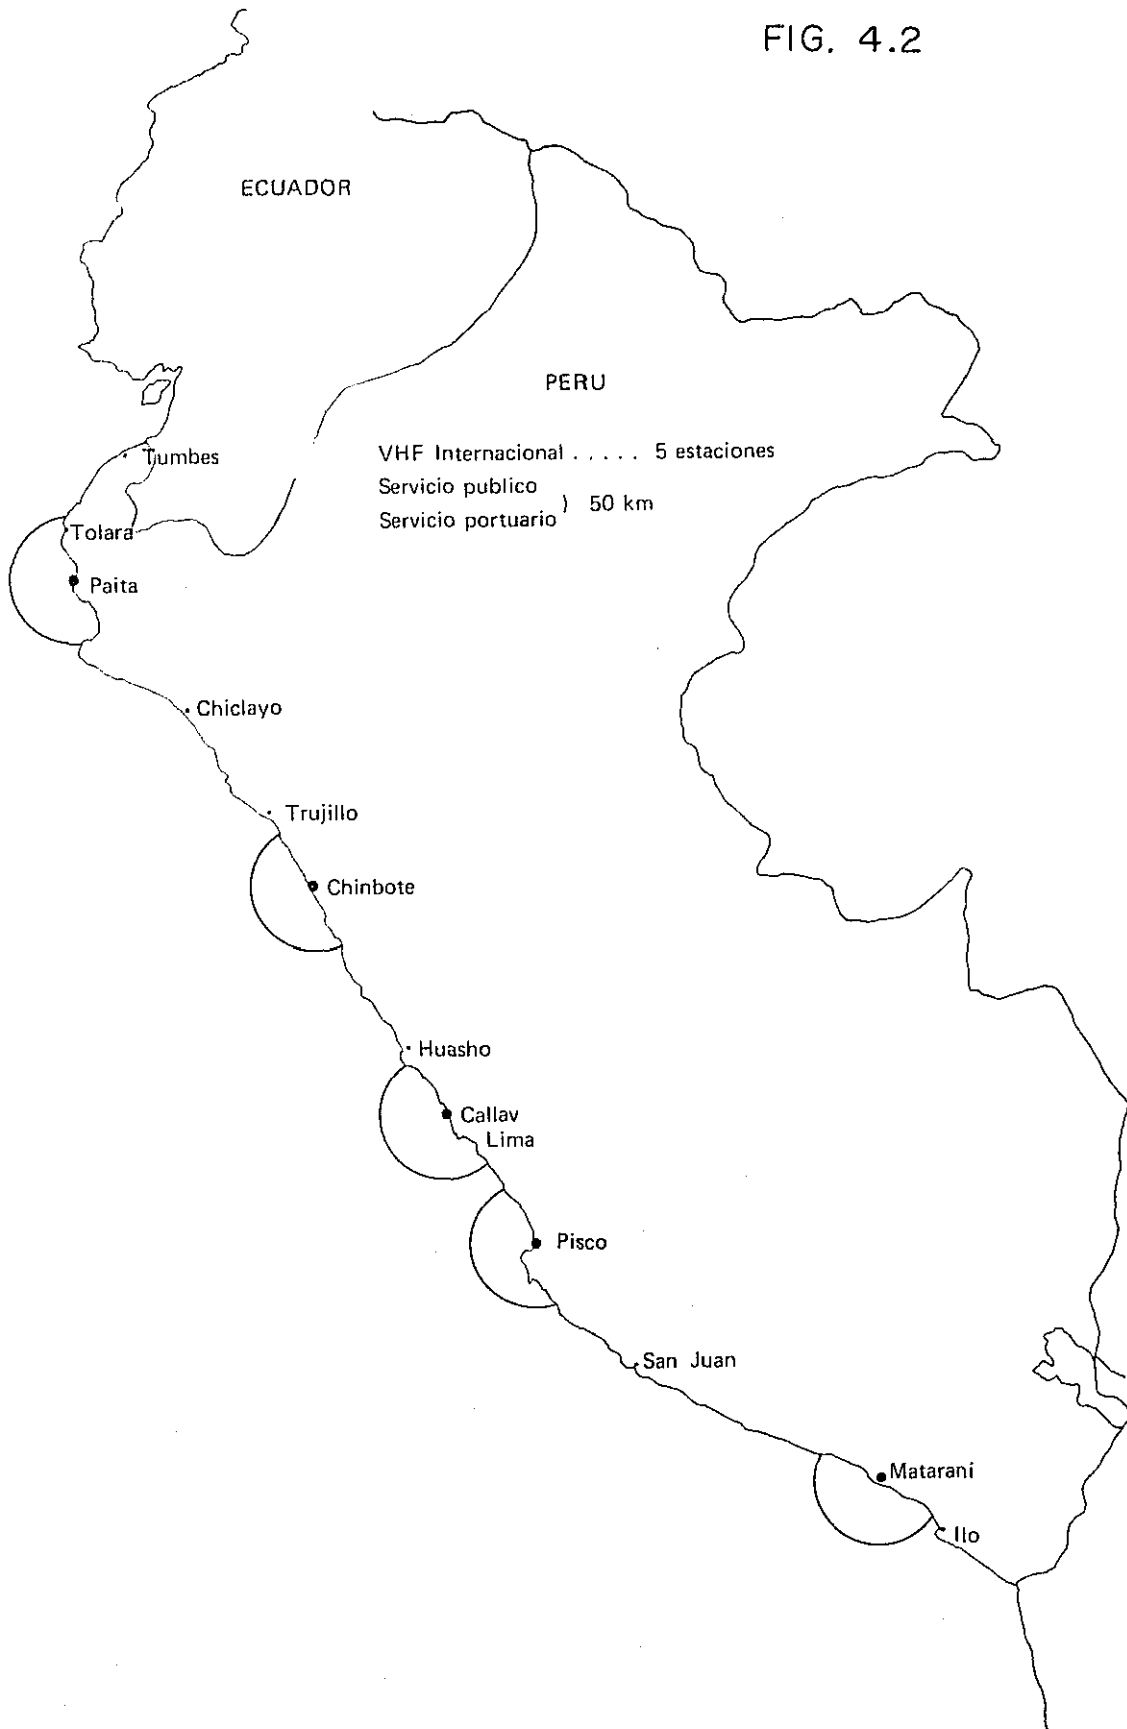 FIG. 4.2
ECUADOR
PERU
VHF Internacional ..... 5 estaciones
Servicio publico
Servicio portuario } 50 km
Tumbes
Tolara
Paita
Chiclayo
Trujillo
Chinbote
Huasho
Callav
Lima
Pisco
San Juan
Matarani
Ilo